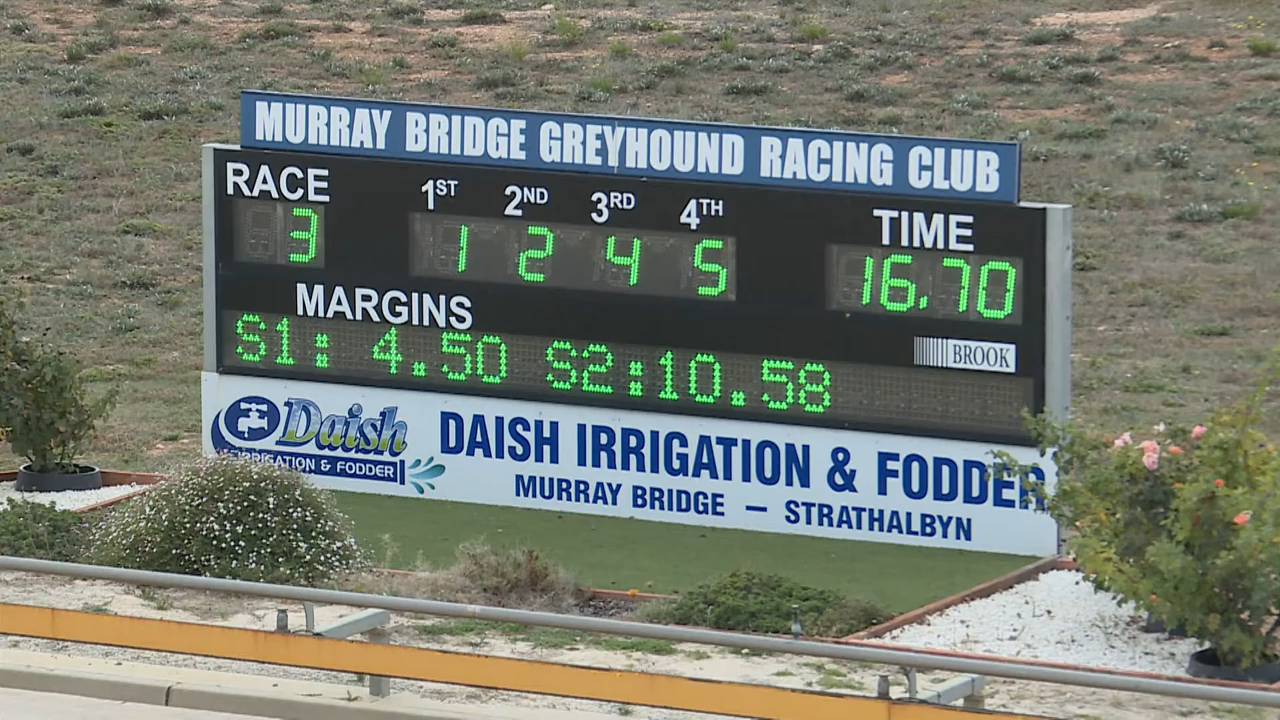 MURRAY BRIDGE GREYHOUND RACING CLUB
RACE 1ST 2ND 3RD 4TH TIME
3 1 2 4 5 16.70
MARGINS
S1: 4.50 S2:10.58
BROOK
Daish
IRRIGATION & FODDER
DAISH IRRIGATION & FODDER
MURRAY BRIDGE — STRATHALBYN